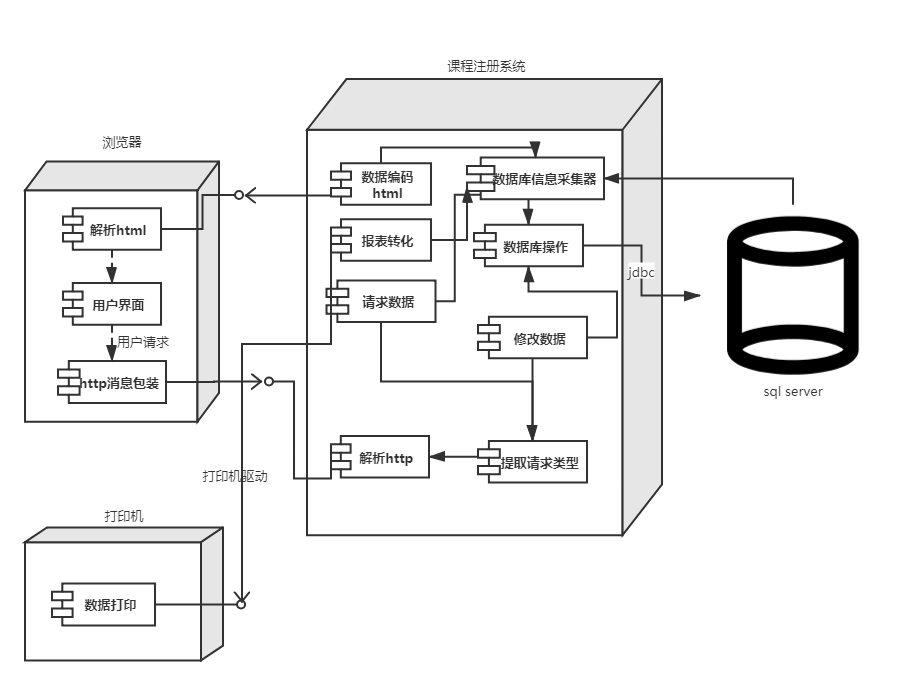 课程注册系统
浏览器
数据编码
html
数据库信息采集器
解析html
报表转化
数据库操作
jdbc
用户界面
请求数据
用户请求
修改数据
http消息包装
sql server
解析http
提取请求类型
打印机驱动
打印机
数据打印